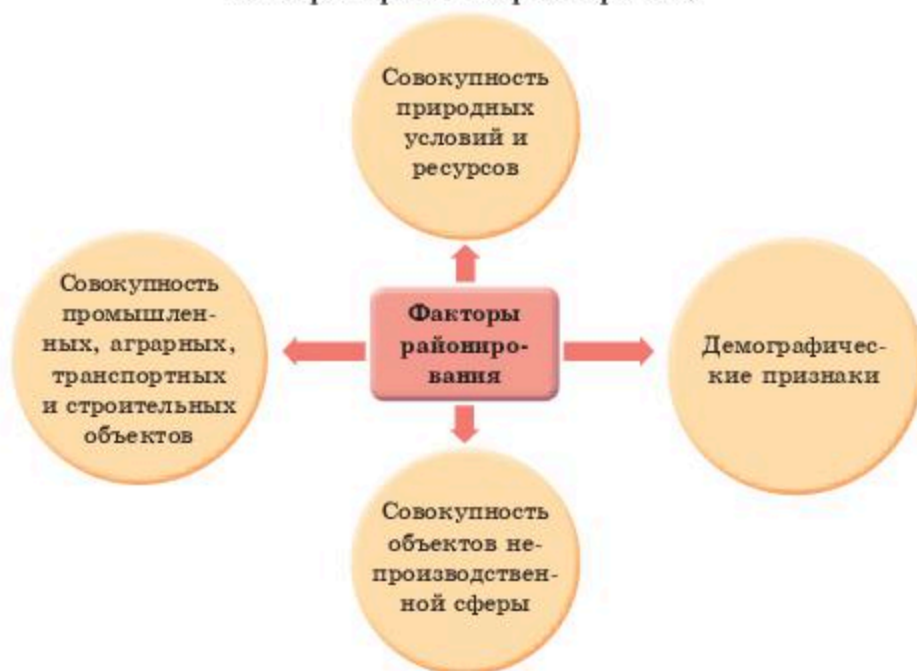 Совокупность
природных
условий и
ресурсов
Совокупность
промышлен-
ных, аграрных,
транспортных
и строительных
объектов
Факторы
районирo-
вания
Демографичес-
кие признаки
Совокупность
объектов не-
производствен-
ной сферы